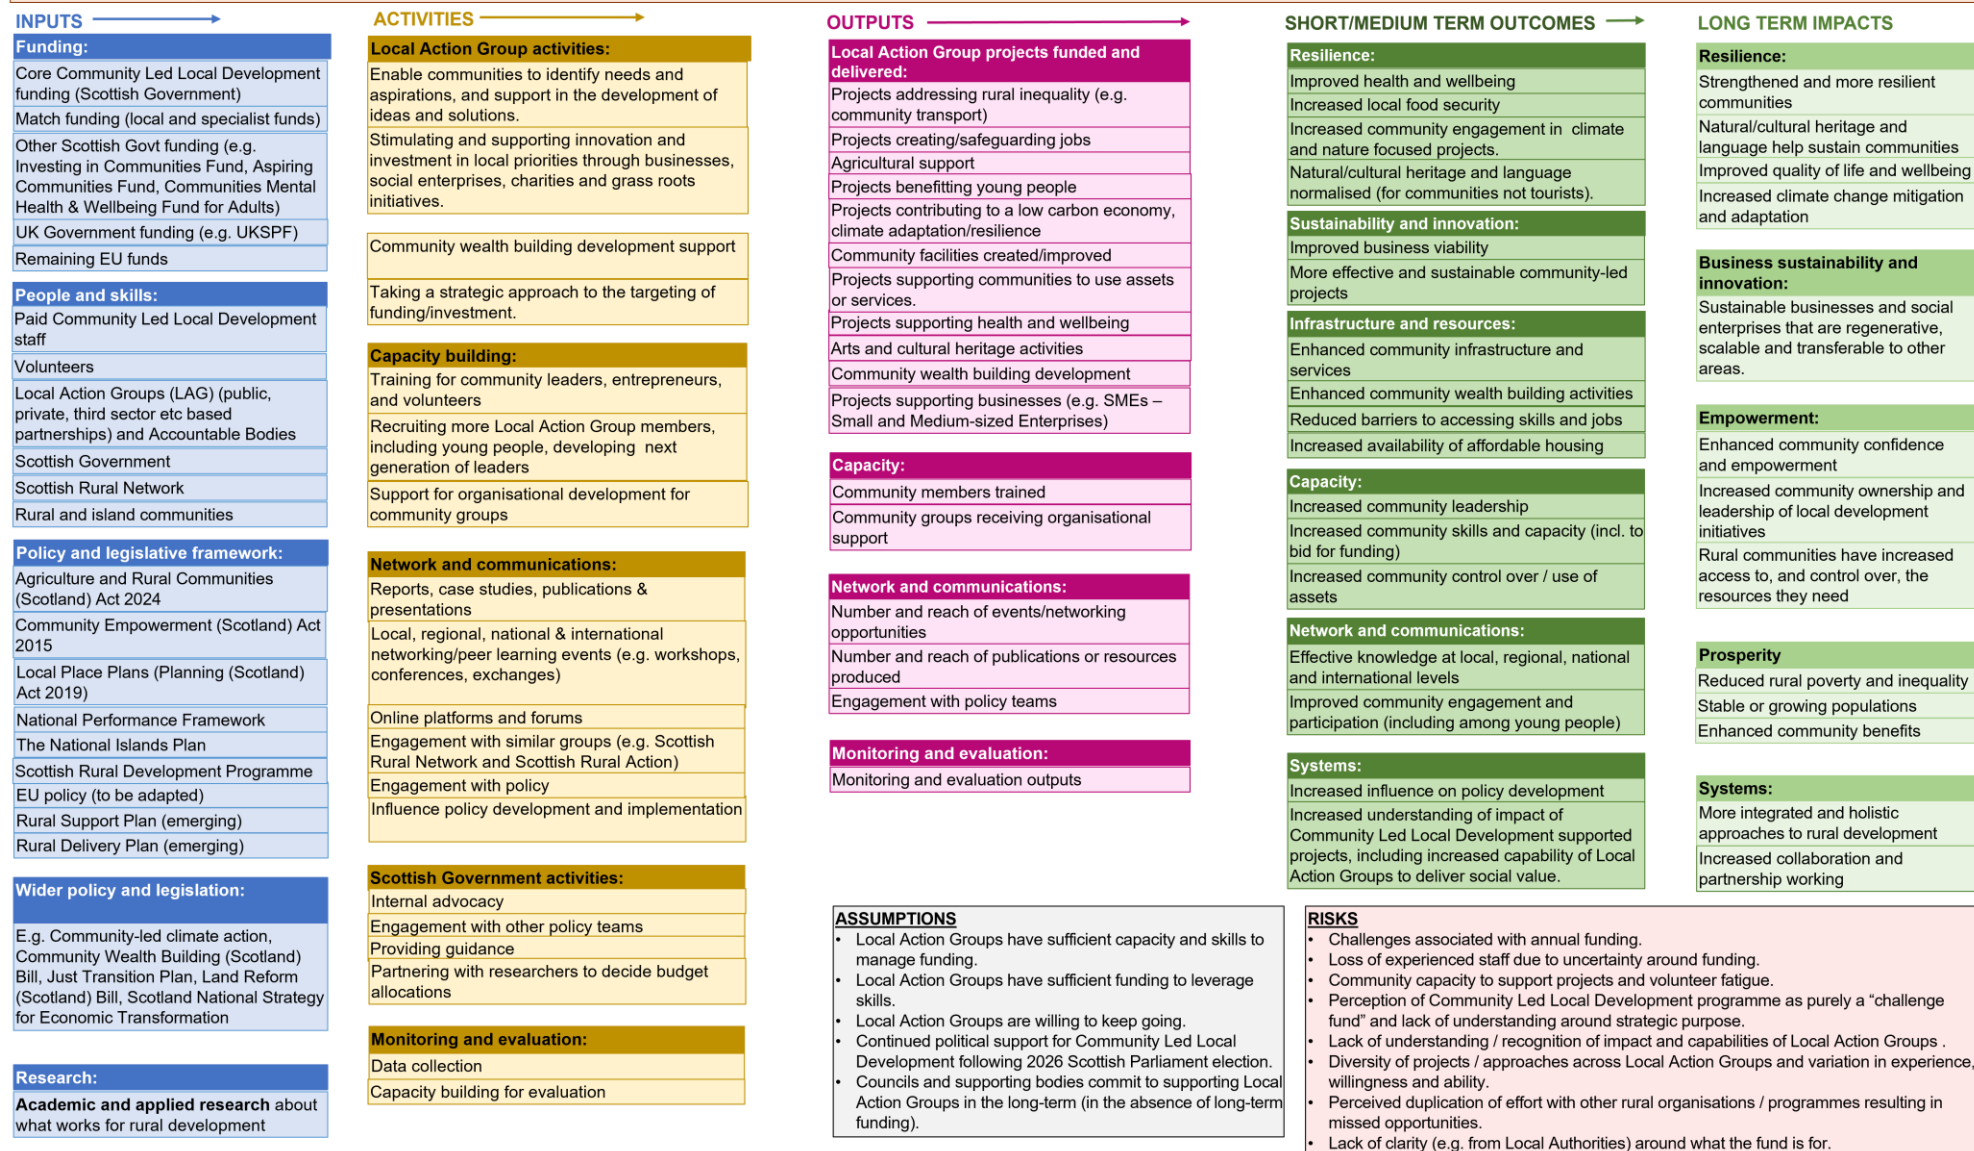 INPUTS
Funding:
Core Community Led Local Development
funding (Scottish Government)
Match funding (local and specialist funds)
Other Scottish Govt funding (e.g.
Investing in Communities Fund, Aspiring
Communities Fund, Communities Mental
Health & Wellbeing Fund for Adults)
UK Government funding (e.g. UKSPF)
Remaining EU funds
People and skills:
Paid Community Led Local Development
staff
Volunteers
Local Action Groups (LAG) (public,
private, third sector etc based
partnerships) and Accountable Bodies
Scottish Government
Scottish Rural Network
Rural and island communities
Policy and legislative framework:
Agriculture and Rural Communities
(Scotland) Act 2024
Community Empowerment (Scotland) Act
2015
Local Place Plans (Planning (Scotland)
Act 2019)
National Performance Framework
The National Islands Plan
Scottish Rural Development Programme
EU policy (to be adapted)
Rural Support Plan (emerging)
Rural Delivery Plan (emerging)
Wider policy and legislation:
E.g. Community-led climate action,
Community Wealth Building (Scotland)
Bill, Just Transition Plan, Land Reform
(Scotland) Bill, Scotland National Strategy
for Economic Transformation
Research:
Academic and applied research about
what works for rural development
ACTIVITIES
Local Action Group activities:
Enable communities to identify needs and
aspirations, and support in the development of
ideas and solutions.
Stimulating and supporting innovation and
investment in local priorities through businesses,
social enterprises, charities and grass roots
initiatives.
Community wealth building development support
Taking a strategic approach to the targeting of
funding/investment.
Capacity building:
Training for community leaders, entrepreneurs,
and volunteers
Recruiting more Local Action Group members,
including young people, developing next
generation of leaders
Support for organisational development for
community groups
Network and communications:
Reports, case studies, publications &
presentations
Local, regional, national & international
networking/peer learning events (e.g. workshops,
conferences, exchanges)
Online platforms and forums
Engagement with similar groups (e.g. Scottish
Rural Network and Scottish Rural Action)
Engagement with policy
Influence policy development and implementation
Scottish Government activities:
Internal advocacy
Engagement with other policy teams
Providing guidance
Partnering with researchers to decide budget
allocations
Monitoring and evaluation:
Data collection
Capacity building for evaluation
OUTPUTS
Local Action Group projects funded and
delivered:
Projects addressing rural inequality (e.g.
community transport)
Projects creating/safeguarding jobs
Agricultural support
Projects benefitting young people
Projects contributing to a low carbon economy,
climate adaptation/resilience
Community facilities created/improved
Projects supporting communities to use assets
or services.
Projects supporting health and wellbeing
Arts and cultural heritage activities
Community wealth building development
Projects supporting businesses (e.g. SMEs –
Small and Medium-sized Enterprises)
Capacity:
Community members trained
Community groups receiving organisational
support
Network and communications:
Number and reach of events/networking
opportunities
Number and reach of publications or resources
produced
Engagement with policy teams
Monitoring and evaluation:
Monitoring and evaluation outputs
SHORT/MEDIUM TERM OUTCOMES
Resilience:
Improved health and wellbeing
Increased local food security
Increased community engagement in climate
and nature focused projects.
Natural/cultural heritage and language
normalised (for communities not tourists).
Sustainability and innovation:
Improved business viability
More effective and sustainable community-led
projects
Infrastructure and resources:
Enhanced community infrastructure and
services
Enhanced community wealth building activities
Reduced barriers to accessing skills and jobs
Increased availability of affordable housing
Capacity:
Increased community leadership
Increased community skills and capacity (incl. to
bid for funding)
Increased community control over / use of
assets
Network and communications:
Effective knowledge at local, regional, national
and international levels
Improved community engagement and
participation (including among young people)
Systems:
Increased influence on policy development
Increased understanding of impact of
Community Led Local Development supported
projects, including increased capability of Local
Action Groups to deliver social value.
LONG TERM IMPACTS
Resilience:
Strengthened and more resilient
communities
Natural/cultural heritage and
language help sustain communities
Improved quality of life and wellbeing
Increased climate change mitigation
and adaptation
Business sustainability and
innovation:
Sustainable businesses and social
enterprises that are regenerative,
scalable and transferable to other
areas.
Empowerment:
Enhanced community confidence
and empowerment
Increased community ownership and
leadership of local development
initiatives
Rural communities have increased
access to, and control over, the
resources they need
Prosperity
Reduced rural poverty and inequality
Stable or growing populations
Enhanced community benefits
Systems:
More integrated and holistic
approaches to rural development
Increased collaboration and
partnership working
ASSUMPTIONS
• Local Action Groups have sufficient capacity and skills to
manage funding.
• Local Action Groups have sufficient funding to leverage
skills.
• Local Action Groups are willing to keep going.
• Continued political support for Community Led Local
Development following 2026 Scottish Parliament election.
• Councils and supporting bodies commit to supporting Local
Action Groups in the long-term (in the absence of long-term
funding).
RISKS
• Challenges associated with annual funding.
• Loss of experienced staff due to uncertainty around funding.
• Community capacity to support projects and volunteer fatigue.
• Perception of Community Led Local Development programme as purely a “challenge
fund” and lack of understanding around strategic purpose.
• Lack of understanding / recognition of impact and capabilities of Local Action Groups .
• Diversity of projects / approaches across Local Action Groups and variation in experience,
willingness and ability.
• Perceived duplication of effort with other rural organisations / programmes resulting in
missed opportunities.
• Lack of clarity (e.g. from Local Authorities) around what the fund is for.